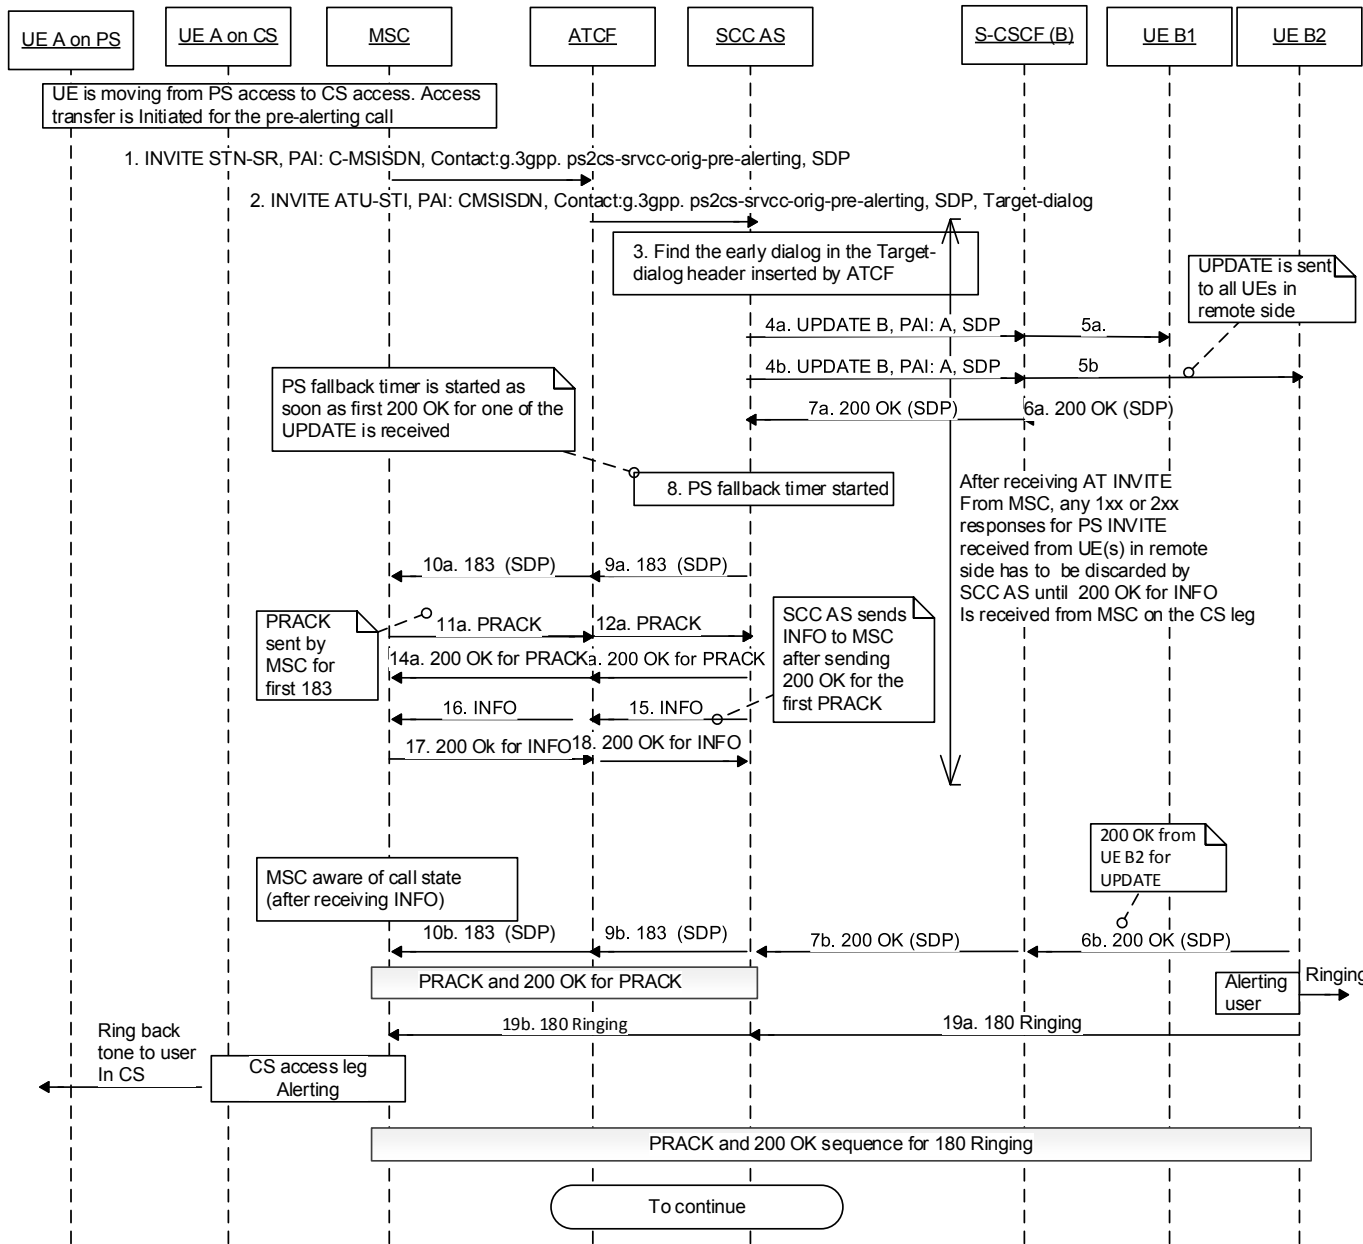 UE A on PS
UE A on CS
MSC
ATCF
SCC AS
S-CSCF (B)
UE B1
UE B2
UE is moving from PS access to CS access. Access
transfer is Initiated for the pre-alerting call
1. INVITE STN-SR, PAI: C-MSISDN, Contact:g.3gpp. ps2cs-srvcc-orig-pre-alerting, SDP
2. INVITE ATU-STI, PAI: CMSISDN, Contact:g.3gpp. ps2cs-srvcc-orig-pre-alerting, SDP, Target-dialog
3. Find the early dialog in the Target-
dialog header inserted by ATCF
UPDATE is sent
to all UEs in
remote side
4a. UPDATE B, PAI: A, SDP
5a.
4b. UPDATE B, PAI: A, SDP
5b
PS fallback timer is started as
soon as first 200 OK for one of the
UPDATE is received
7a. 200 OK (SDP)
6a. 200 OK (SDP)
8. PS fallback timer started
After receiving AT INVITE
From MSC, any 1xx or 2xx
responses for PS INVITE
received from UE(s) in remote
side has to be discarded by
SCC AS until 200 OK for INFO
Is received from MSC on the CS leg
10a. 183 (SDP)
9a. 183 (SDP)
PRACK
sent by
MSC for
first 183
11a. PRACK
12a. PRACK
SCC AS sends
INFO to MSC
after sending
200 OK for the
first PRACK
14a. 200 OK for PRACK
a. 200 OK for PRACK
16. INFO
15. INFO
17. 200 Ok for INFO
18. 200 OK for INFO
200 OK from
UE B2 for
UPDATE
MSC aware of call state
(after receiving INFO)
10b. 183 (SDP)
9b. 183 (SDP)
7b. 200 OK (SDP)
6b. 200 OK (SDP)
PRACK and 200 OK for PRACK
Alerting
user
Ringing
19b. 180 Ringing
19a. 180 Ringing
Ring back
tone to user
In CS
CS access leg
Alerting
PRACK and 200 OK sequence for 180 Ringing
To continue